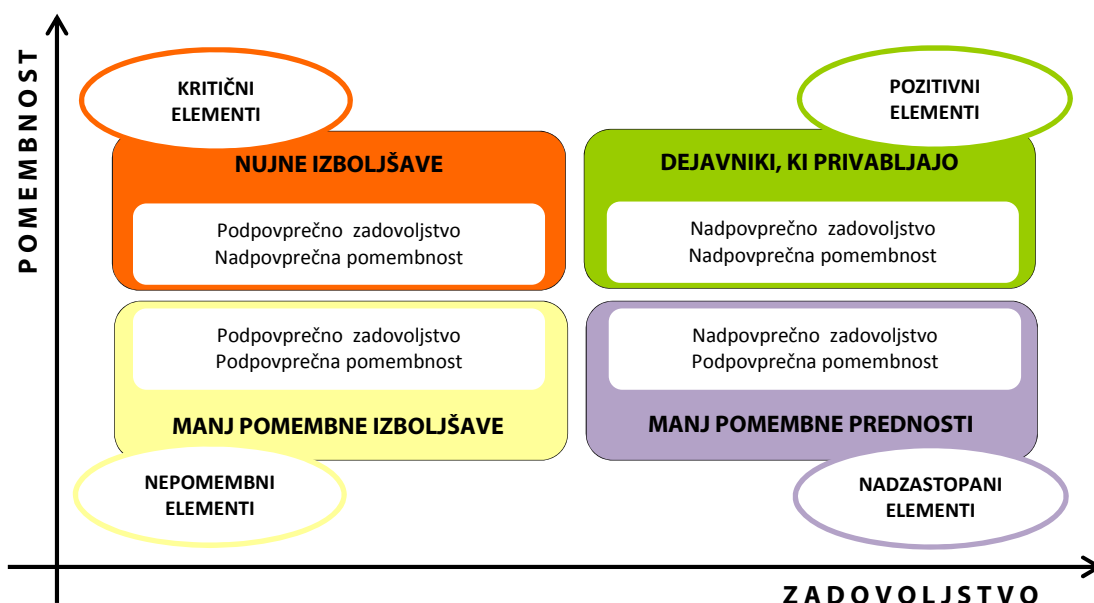 POMEMBNOST
KRITIČNI
ELEMENTI
NUJNE IZBOLJŠAVE
Podpovprečno zadovoljstvo
Nadpovprečna pomembnost
POZITIVNI
ELEMENTI
DEJAVNIKI, KI PRIVABLJAJO
Nadpovprečno zadovoljstvo
Nadpovprečna pomembnost
Podpovprečno zadovoljstvo
Podpovprečna pomembnost
MANJ POMEMBNE IZBOLJŠAVE
NEPOMEMBNI
ELEMENTI
Nadpovprečno zadovoljstvo
Podpovprečna pomembnost
MANJ POMEMBNE PREDNOSTI
NADZASTOPANI
ELEMENTI
ZADOVOLJSTVO